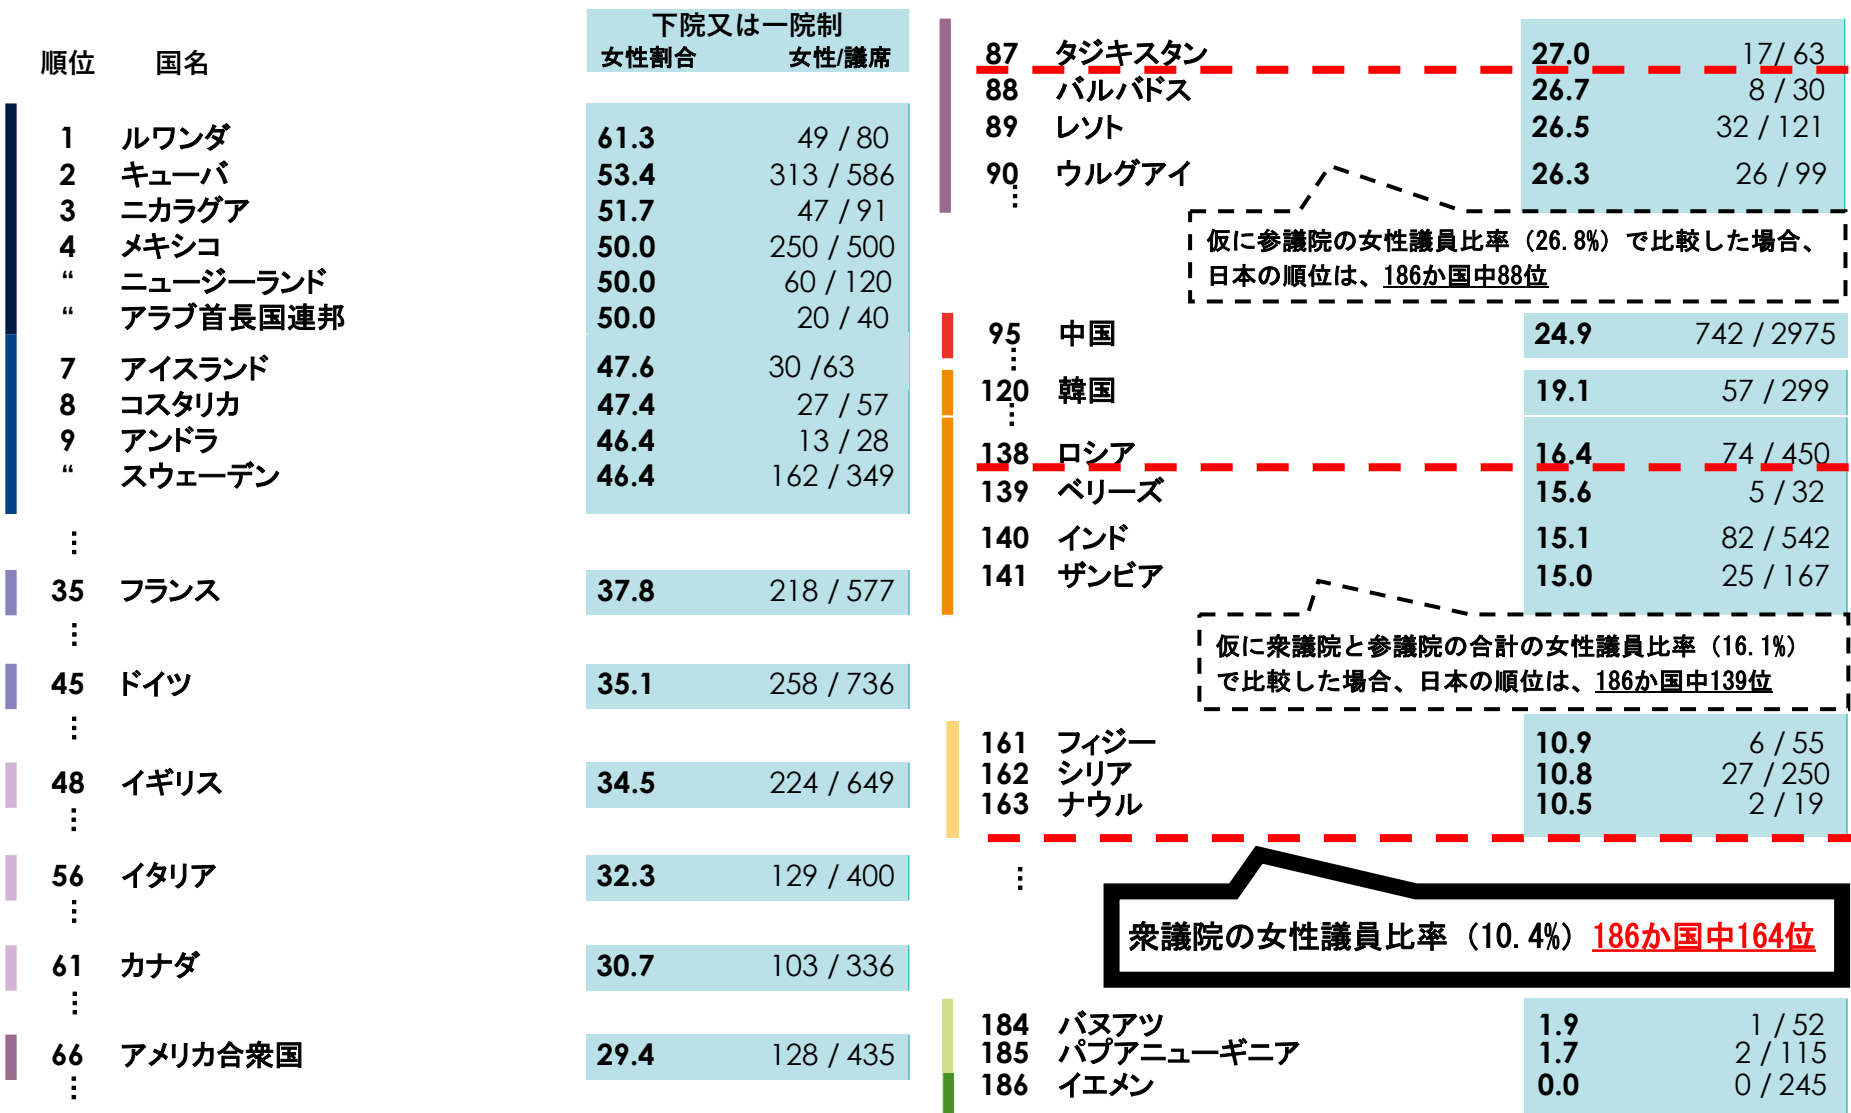 下院又は一院制
順位 国名 女性割合 女性/議席
1 ルワンダ 61.3 49 / 80
2 キューバ 53.4 313 / 586
3 ニカラグア 51.7 47 / 91
4 メキシコ 50.0 250 / 500
“ ニュージーランド 50.0 60 / 120
“ アラブ首長国連邦 50.0 20 / 40
7 アイスランド 47.6 30 /63
8 コスタリカ 47.4 27 / 57
9 アンドラ 46.4 13 / 28
“ スウェーデン 46.4 162 / 349
⋮
35 フランス 37.8 218 / 577
⋮
45 ドイツ 35.1 258 / 736
⋮
48 イギリス 34.5 224 / 649
⋮
56 イタリア 32.3 129 / 400
⋮
61 カナダ 30.7 103 / 336
⋮
66 アメリカ合衆国 29.4 128 / 435
⋮
87 タジキスタン 27.0 17/ 63
88 バルバドス 26.7 8 / 30
89 レソト 26.5 32 / 121
90 ウルグアイ 26.3 26 / 99
⋮
仮に参議院の女性議員比率（26.8%）で比較した場合、
日本の順位は、186か国中88位
95 中国 24.9 742 / 2975
⋮
120 韓国 19.1 57 / 299
⋮
138 ロシア 16.4 74 / 450
139 ベリーズ 15.6 5 / 32
140 インド 15.1 82 / 542
141 ザンビア 15.0 25 / 167
仮に衆議院と参議院の合計の女性議員比率（16.1%）
で比較した場合、日本の順位は、186か国中139位
161 フィジー 10.9 6 / 55
162 シリア 10.8 27 / 250
163 ナウル 10.5 2 / 19
⋮
衆議院の女性議員比率（10.4%）186か国中164位
184 バヌアツ 1.9 1 / 52
185 パプアニューギニア 1.7 2 / 115
186 イエメン 0.0 0 / 245